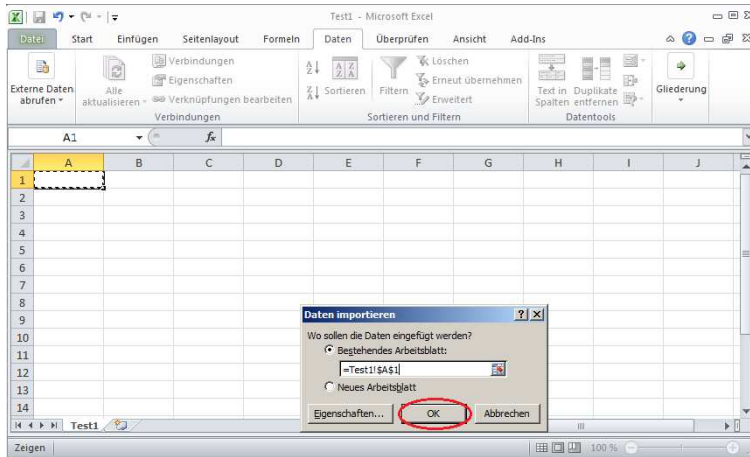 Test1 - Microsoft Excel
Datei Start Einfügen Seitenlayout Formeln Daten Überprüfen Ansicht Add-Ins
Externe Daten abrufen
Alle aktualisieren
Verbindungen
Eigenschaften
Verknüpfungen bearbeiten
Verbindungen
Sortieren
Filtern
Löschen
Erneut übernehmen
Erweitert
Sortieren und Filtern
Text in Spalten
Duplikate entfernen
Datentools
Gliederung
A1 fx
A B C D E F G H I J
1
2
3
4
5
6
7
8
9
10
11
12
13
14
Daten importieren
Wo sollen die Daten eingefügt werden?
Bestehendes Arbeitsblatt:
=Test1!$A$1
Neues Arbeitsblatt
Eigenschaften... OK Abbrechen
Test1
Zeigen 100 %